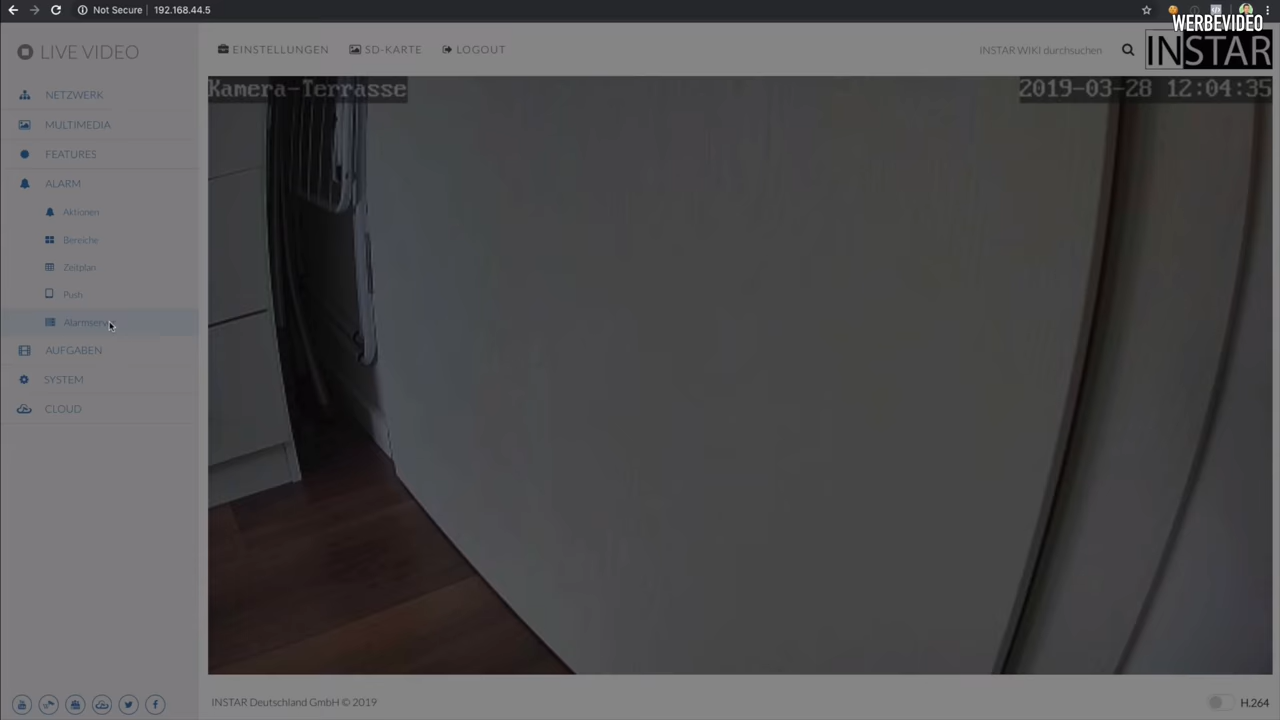 Not Secure
192.168.44.5
WERBEVIDEO
LIVE VIDEO
EINSTELLUNGEN
SD-KARTE
LOGOUT
INSTAR WIKI durchsuchen
INSTAR
NETZWERK
MULTIMEDIA
FEATURES
ALARM
Aktionen
Bereiche
Zeitplan
Push
AUFGABEN
SYSTEM
CLOUD
Kamera-Terrasse
2019-03-28 12:04:35
INSTAR Deutschland GmbH © 2019
H.264